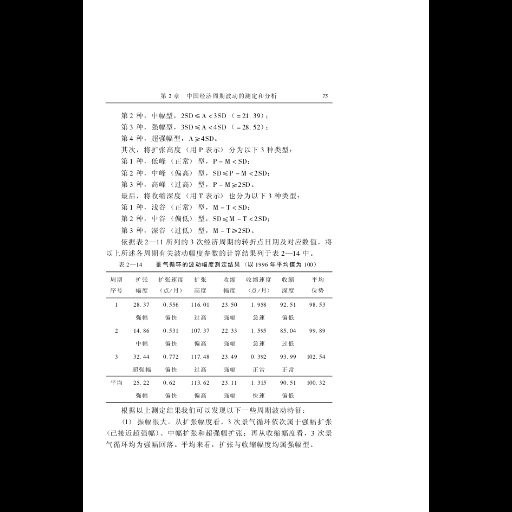 第 2 章 中国经济周期波动的测定和分析 75
第 2 种，中幅型，2SD≤A<3SD（=21.39）；
第 3 种，强幅型，3SD≤A<4SD（=28.52）；
第 4 种，超强幅型，A≥4SD。
其次，将扩张高度（用 P 表示）分为以下 3 种类型：
第 1 种，低峰（正常）型，P-M<SD；
第 2 种，中峰（偏高）型，SD≤P-M<2SD；
第 3 种，高峰（过高）型，P-M≥2SD。
最后，将收缩深度（用 T 表示）也分为以下 3 种类型：
第 1 种，浅谷（正常）型，M-T<SD；
第 2 种，中谷（偏低）型，SD≤M-T<2SD；
第 3 种，深谷（过低）型，M-T≥2SD。
依据表 2—11 所列的 3 次经济周期的转折点日期及对应数值，将
以上所述各周期有关波动幅度参数的计算结果列于表 2—14 中。
表 2—14 景气循环的波动幅度测定结果（以 1996 年平均值为 100）
周期 扩张 扩张速度 扩张 收缩 收缩速度 收缩 平均
序号 幅度 （点/月） 高度 幅度 （点/月） 深度 位势
1 28.37 0.556 116.01 23.50 1.958 92.51 98.53
强幅 偏快 过高 强幅 急速 偏低
2 14.86 0.531 107.37 22.33 1.595 85.04 99.89
中幅 偏快 偏高 强幅 急速 过低
3 32.44 0.772 117.48 23.49 0.392 93.99 102.54
超强幅 偏快 过高 强幅 正常 正常
平均 25.22 0.62 113.62 23.11 1.315 90.51 100.32
强幅 偏快 偏高 强幅 快速 偏低
根据以上测定结果我们可以发现以下一些周期波动特征：
（1）强幅很大。从扩张幅度看，3 次景气循环依次属于强幅扩张
（已接近超强幅）、中幅扩张和超强幅扩张；再从收缩幅度看，3 次景
气循环均为强幅回落。平均来看，扩张与收缩幅度均属强幅型。